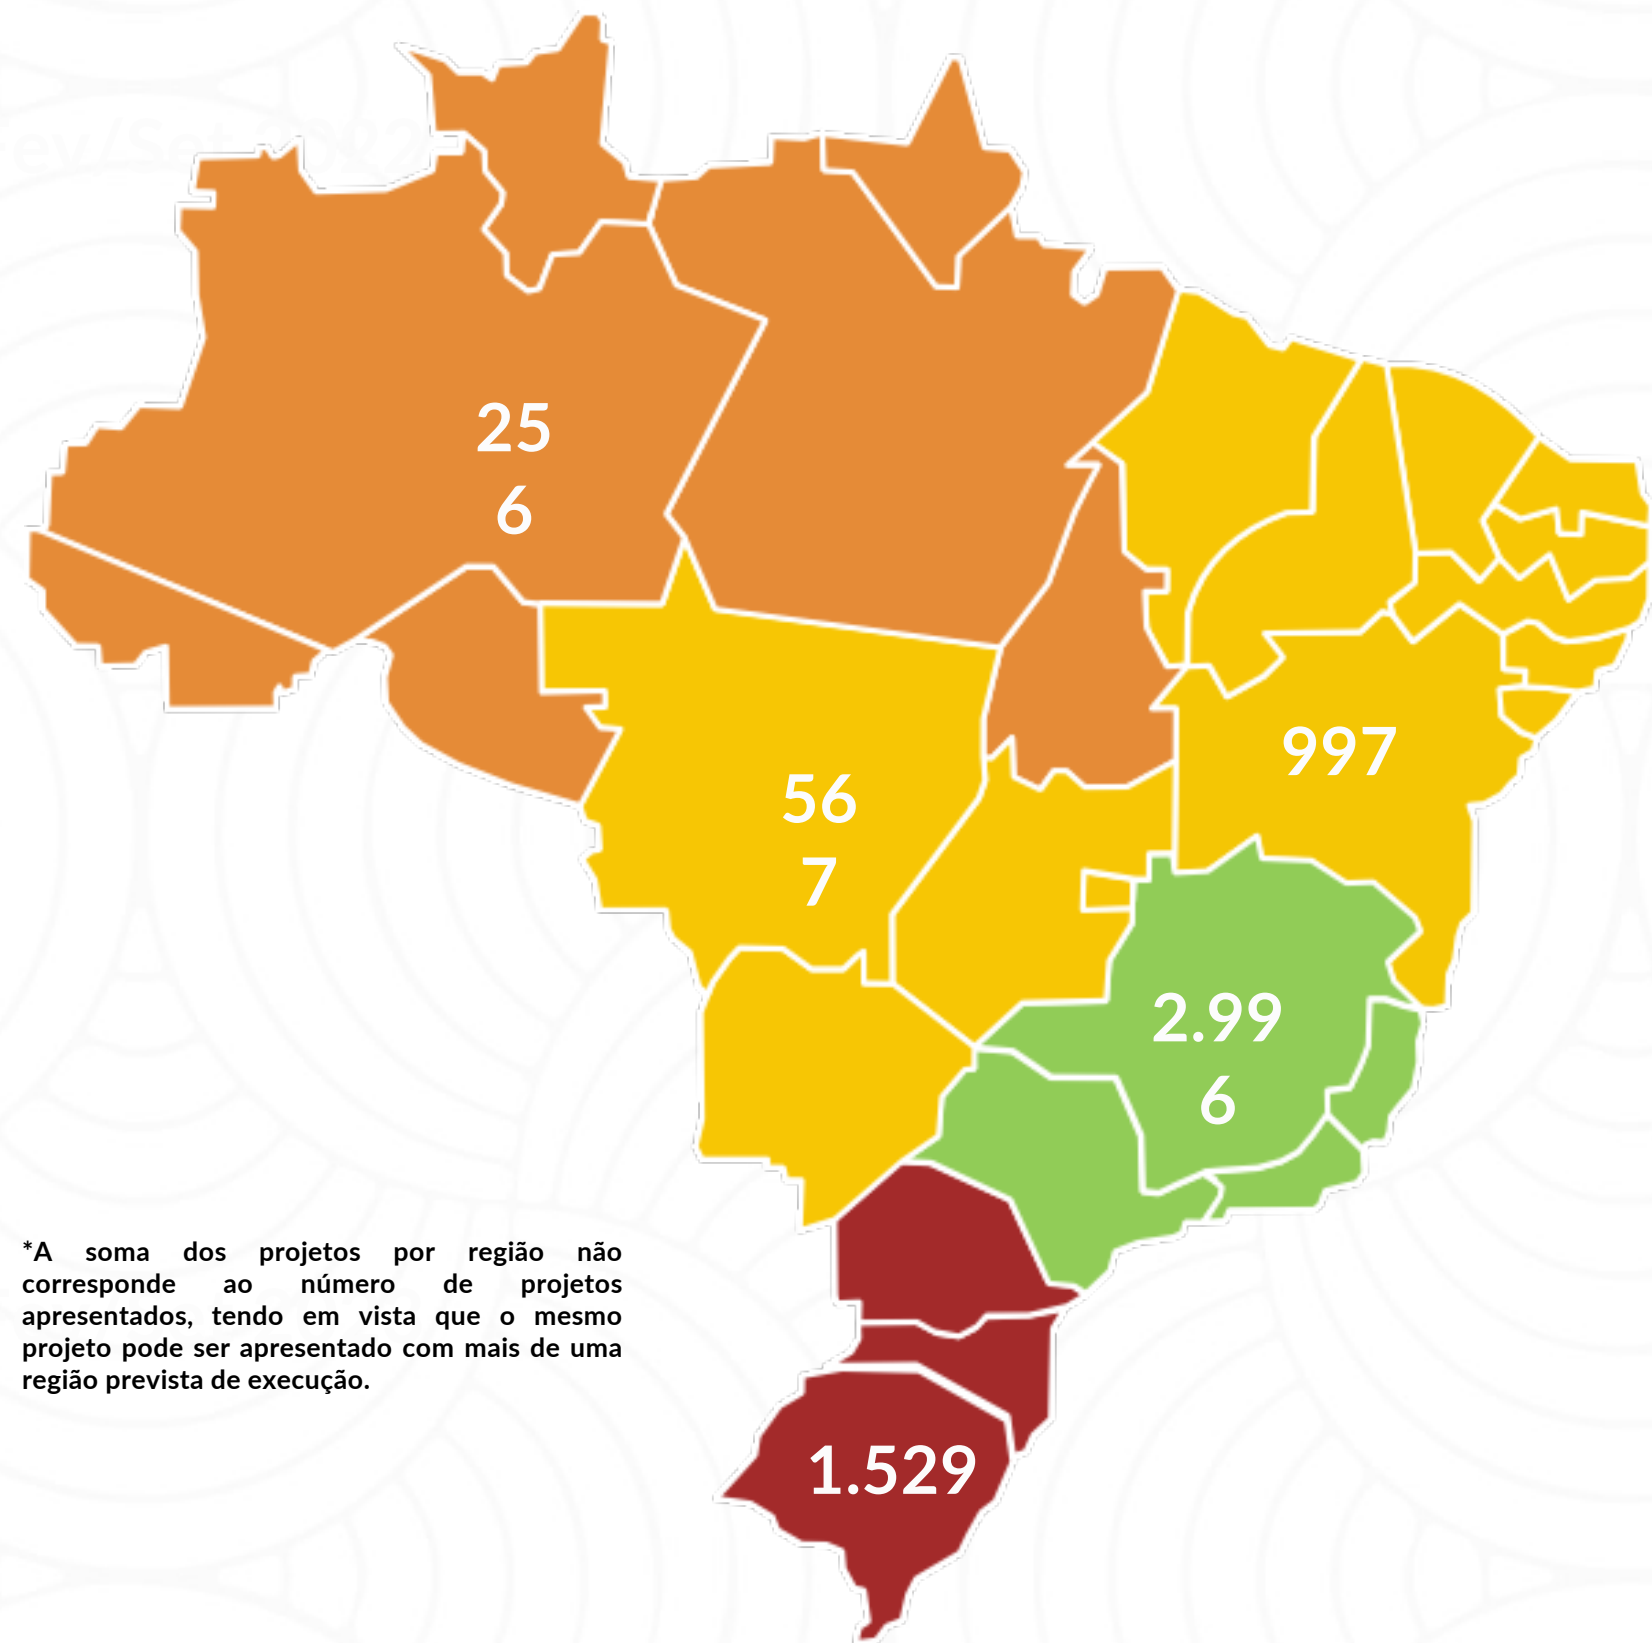 ev/Se
25
6
997
56
7
2.99
6
*A soma dos projetos por região não
corresponde ao número de projetos
apresentados, tendo em vista que o mesmo
projeto pode ser apresentado com mais de uma
região prevista de execução.
1.529